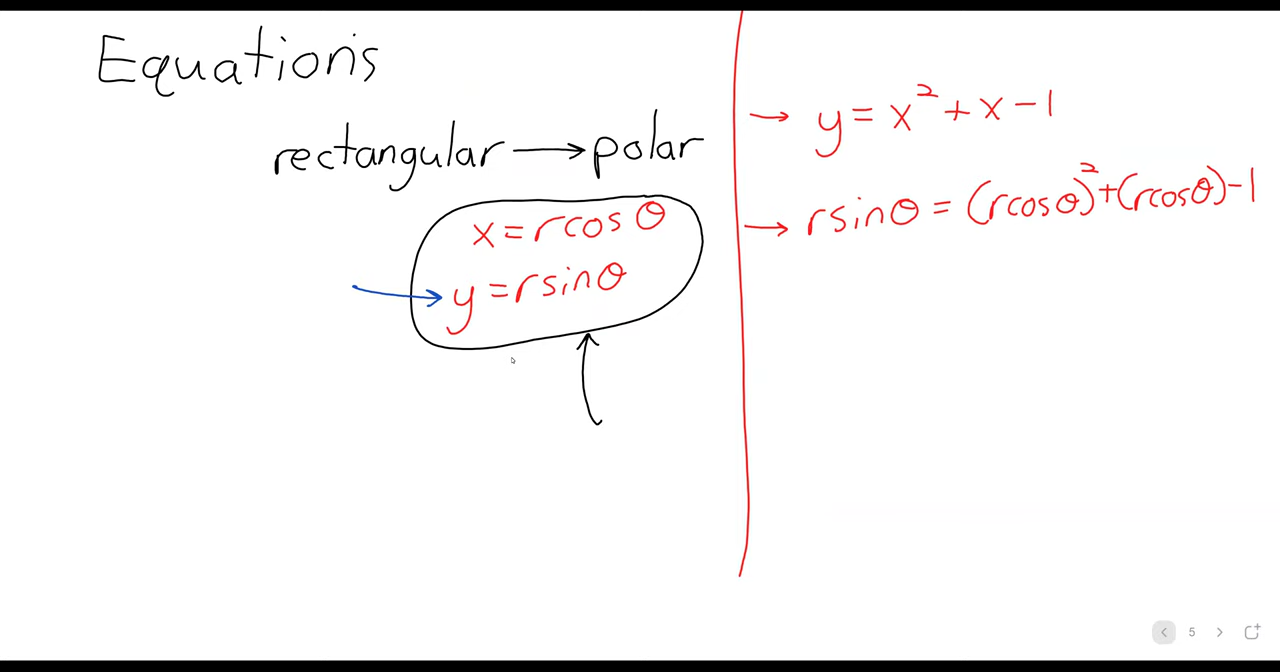 Equations
rectangular → polar
x = r cos θ
y = r sin θ
→ y = x² + x - 1
→ r sin θ = (r cos θ)² + (r cos θ) - 1
5